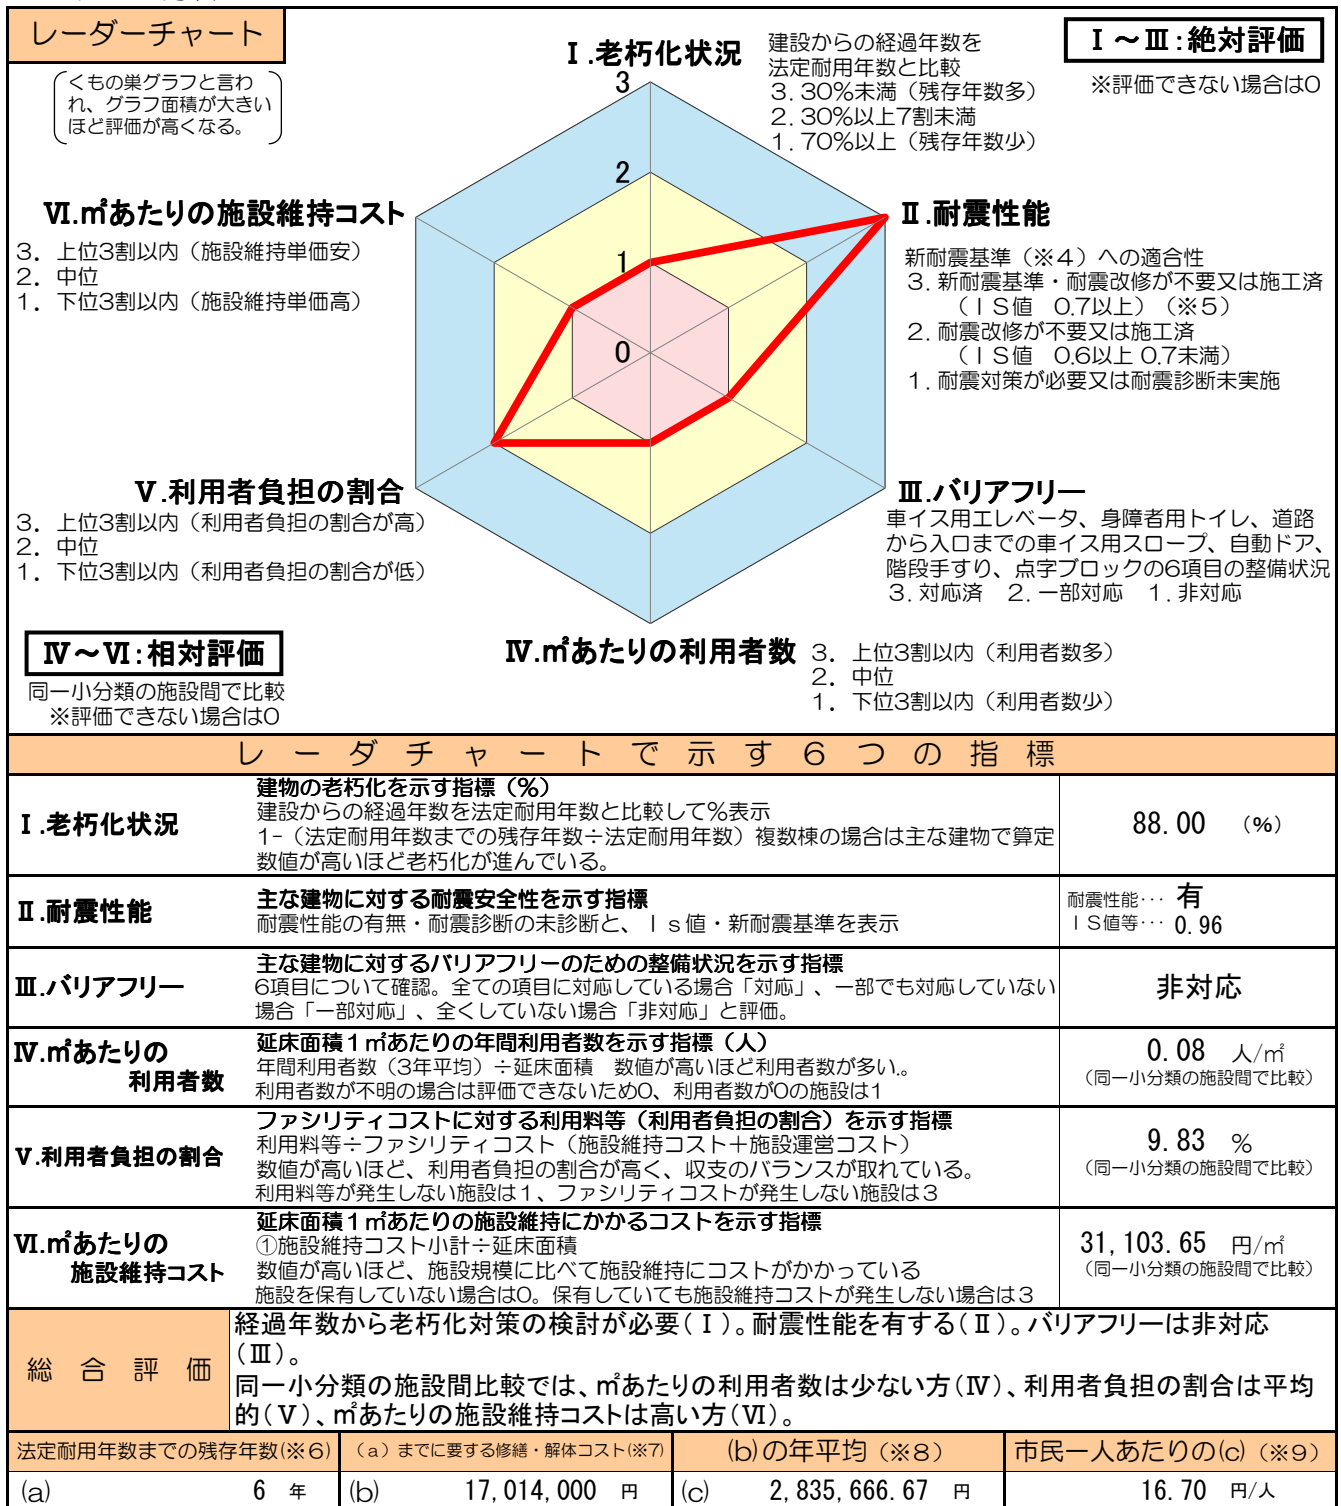 レーダーチャート
くもの巣グラフと言わ
れ、グラフ面積が大きい
ほど評価が高くなる。
Ⅰ.老朽化状況
建設からの経過年数を
法定耐用年数と比較
3. 30%未満（残存年数多）
2. 30%以上7割未満
1. 70%以上（残存年数少）
Ⅰ～Ⅲ:絶対評価
※評価できない場合は0
3
2
1
0
Ⅵ.㎡あたりの施設維持コスト
3. 上位3割以内（施設維持単価安）
2. 中位
1. 下位3割以内（施設維持単価高）
Ⅱ.耐震性能
新耐震基準（※4）への適合性
3. 新耐震基準・耐震改修が不要又は施工済
（ＩＳ値　0.7以上）（※5）
2. 耐震改修が不要又は施工済
（ＩＳ値　0.6以上 0.7未満）
1. 耐震対策が必要又は耐震診断未実施
Ⅴ.利用者負担の割合
3. 上位3割以内（利用者負担の割合が高）
2. 中位
1. 下位3割以内（利用者負担の割合が低）
Ⅲ.バリアフリー
車イス用エレベータ、身障者用トイレ、道路
から入口までの車イス用スロープ、自動ドア、
階段手すり、点字ブロックの6項目の整備状況
3. 対応済　2. 一部対応　1. 非対応
Ⅳ～Ⅵ:相対評価
同一小分類の施設間で比較
※評価できない場合は0
Ⅳ.㎡あたりの利用者数
3. 上位3割以内（利用者数多）
2. 中位
1. 下位3割以内（利用者数少）
レーダチャートで示す6つの指標
Ⅰ.老朽化状況
建物の老朽化を示す指標（%）
建設からの経過年数を法定耐用年数と比較して%表示
1-（法定耐用年数までの残存年数÷法定耐用年数）複数棟の場合は主な建物で算定
数値が高いほど老朽化が進んでいる。
88.00 （%）
Ⅱ.耐震性能
主な建物に対する耐震安全性を示す指標
耐震性能の有無・耐震診断の未診断と、Ｉｓ値・新耐震基準を表示
耐震性能… 有
ＩＳ値等… 0.96
Ⅲ.バリアフリー
主な建物に対するバリアフリーのための整備状況を示す指標
6項目について確認。全ての項目に対応している場合「対応」、一部でも対応していない
場合「一部対応」、全くしていない場合「非対応」と評価。
非対応
Ⅳ.㎡あたりの
利用者数
延床面積１㎡あたりの年間利用者数を示す指標（人）
年間利用者数（3年平均）÷延床面積　数値が高いほど利用者数が多い。
利用者数が不明の場合は評価できないため0、利用者数が0の施設は1
0.08 人/㎡
（同一小分類の施設間で比較）
Ⅴ.利用者負担の割合
ファシリティコストに対する利用料等（利用者負担の割合）を示す指標
利用料等÷ファシリティコスト（施設維持コスト＋施設運営コスト）
数値が高いほど、利用者負担の割合が高く、収支のバランスが取れている。
利用料等が発生しない施設は１、ファシリティコストが発生しない施設は３
9.83 %
（同一小分類の施設間で比較）
Ⅵ.㎡あたりの
施設維持コスト
延床面積１㎡あたりの施設維持にかかるコストを示す指標
①施設維持コスト小計÷延床面積
数値が高いほど、施設規模に比べて施設維持にコストがかかっている
施設を保有していない場合は0。保有していても施設維持コストが発生しない場合は３
31,103.65 円/㎡
（同一小分類の施設間で比較）
総合評価
経過年数から老朽化対策の検討が必要(Ⅰ)。耐震性能を有する(Ⅱ)。バリアフリーは非対応
(Ⅲ)。
同一小分類の施設間比較では、㎡あたりの利用者数は少ない方(Ⅳ)、利用者負担の割合は平均
的(Ⅴ)、㎡あたりの施設維持コストは高い方(Ⅵ)。
法定耐用年数までの残存年数(※6)
（a）までに要する修繕・解体コスト(※7)
(b)の年平均（※8）
市民一人あたりの(c)（※9）
(a) 6 年
(b) 17,014,000 円
(c) 2,835,666.67 円
16.70 円/人